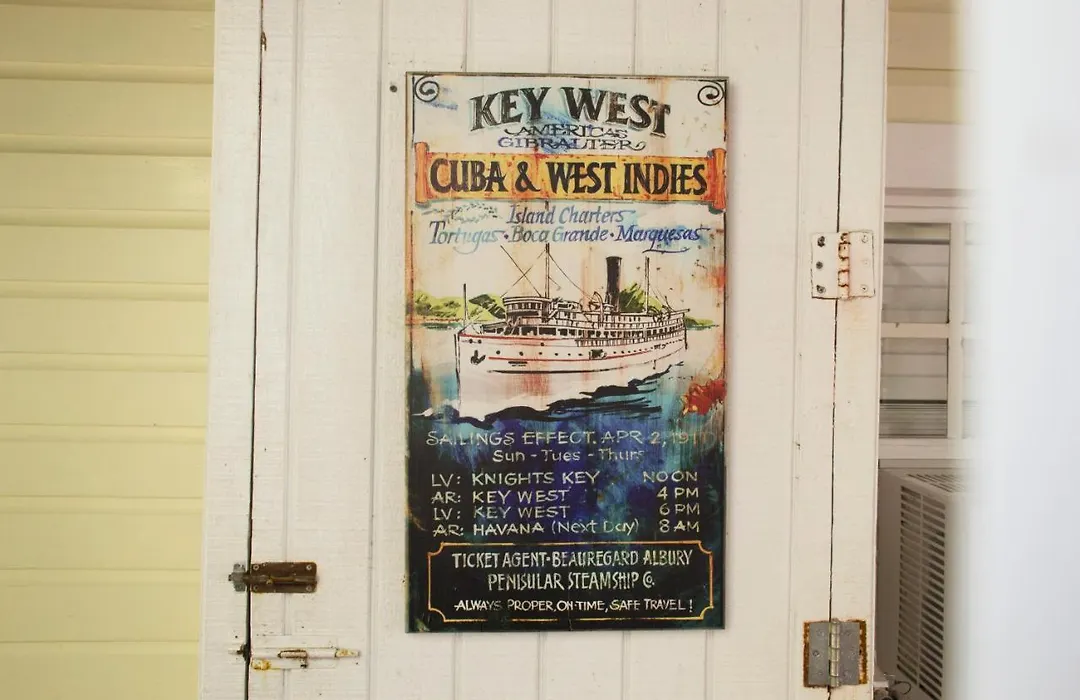 KEY WEST
AMERICAS
GIBRALTER
CUBA & WEST INDIES
Island Charters
Tortugas • Boca Grande • Marquesas
SAILINGS EFFECT. APR 2, 1911
Sun - Tues - Thurs
LV: KNIGHTS KEY NOON
AR: KEY WEST 4 PM
LV: KEY WEST 6 PM
AR: HAVANA (Next Day) 8 AM
TICKET AGENT • BEAUREGARD ALBURY
PENISULAR STEAMSHIP Co.
ALWAYS PROPER, ON-TIME, SAFE TRAVEL!